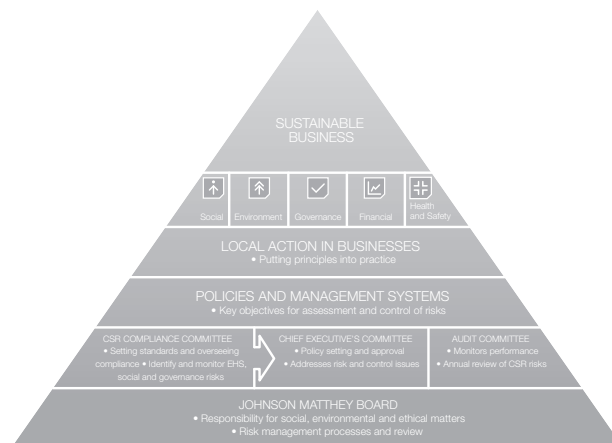 SUSTAINABLE
BUSINESS
Social
Environment
Governance
Financial
Health
and Safety
LOCAL ACTION IN BUSINESSES
• Putting principles into practice
POLICIES AND MANAGEMENT SYSTEMS
• Key objectives for assessment and control of risks
CSR COMPLIANCE COMMITTEE
• Setting standards and overseeing
compliance • Identify and monitor EHS,
social and governance risks
CHIEF EXECUTIVE'S COMMITTEE
• Policy setting and approval
• Addresses risk and control issues
AUDIT COMMITTEE
• Monitors performance
• Annual review of CSR risks
JOHNSON MATTHEY BOARD
• Responsibility for social, environmental and ethical matters
• Risk management processes and review